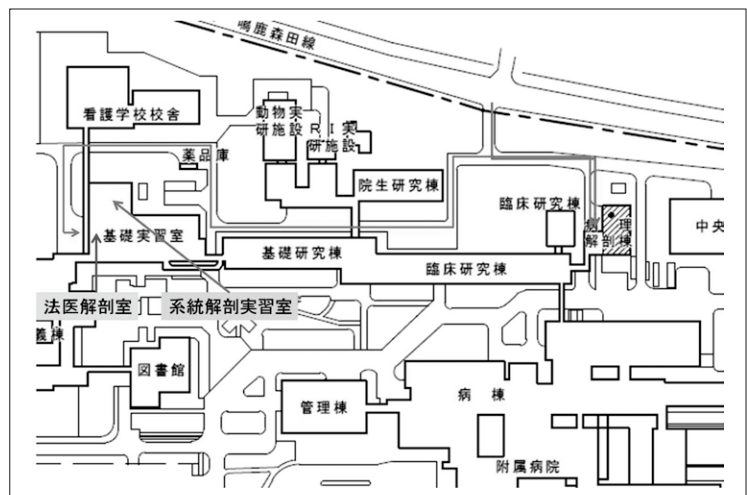 鳴鹿森田線
看護学校校舎
動物実
研施設
RI実
研施設
薬品庫
院生研究棟
臨床研究棟
病理
解剖棟
中央
基礎実習室
基礎研究棟
臨床研究棟
法医解剖室
系統解剖実習室
義棟
図書館
管理棟
病棟
附属病院